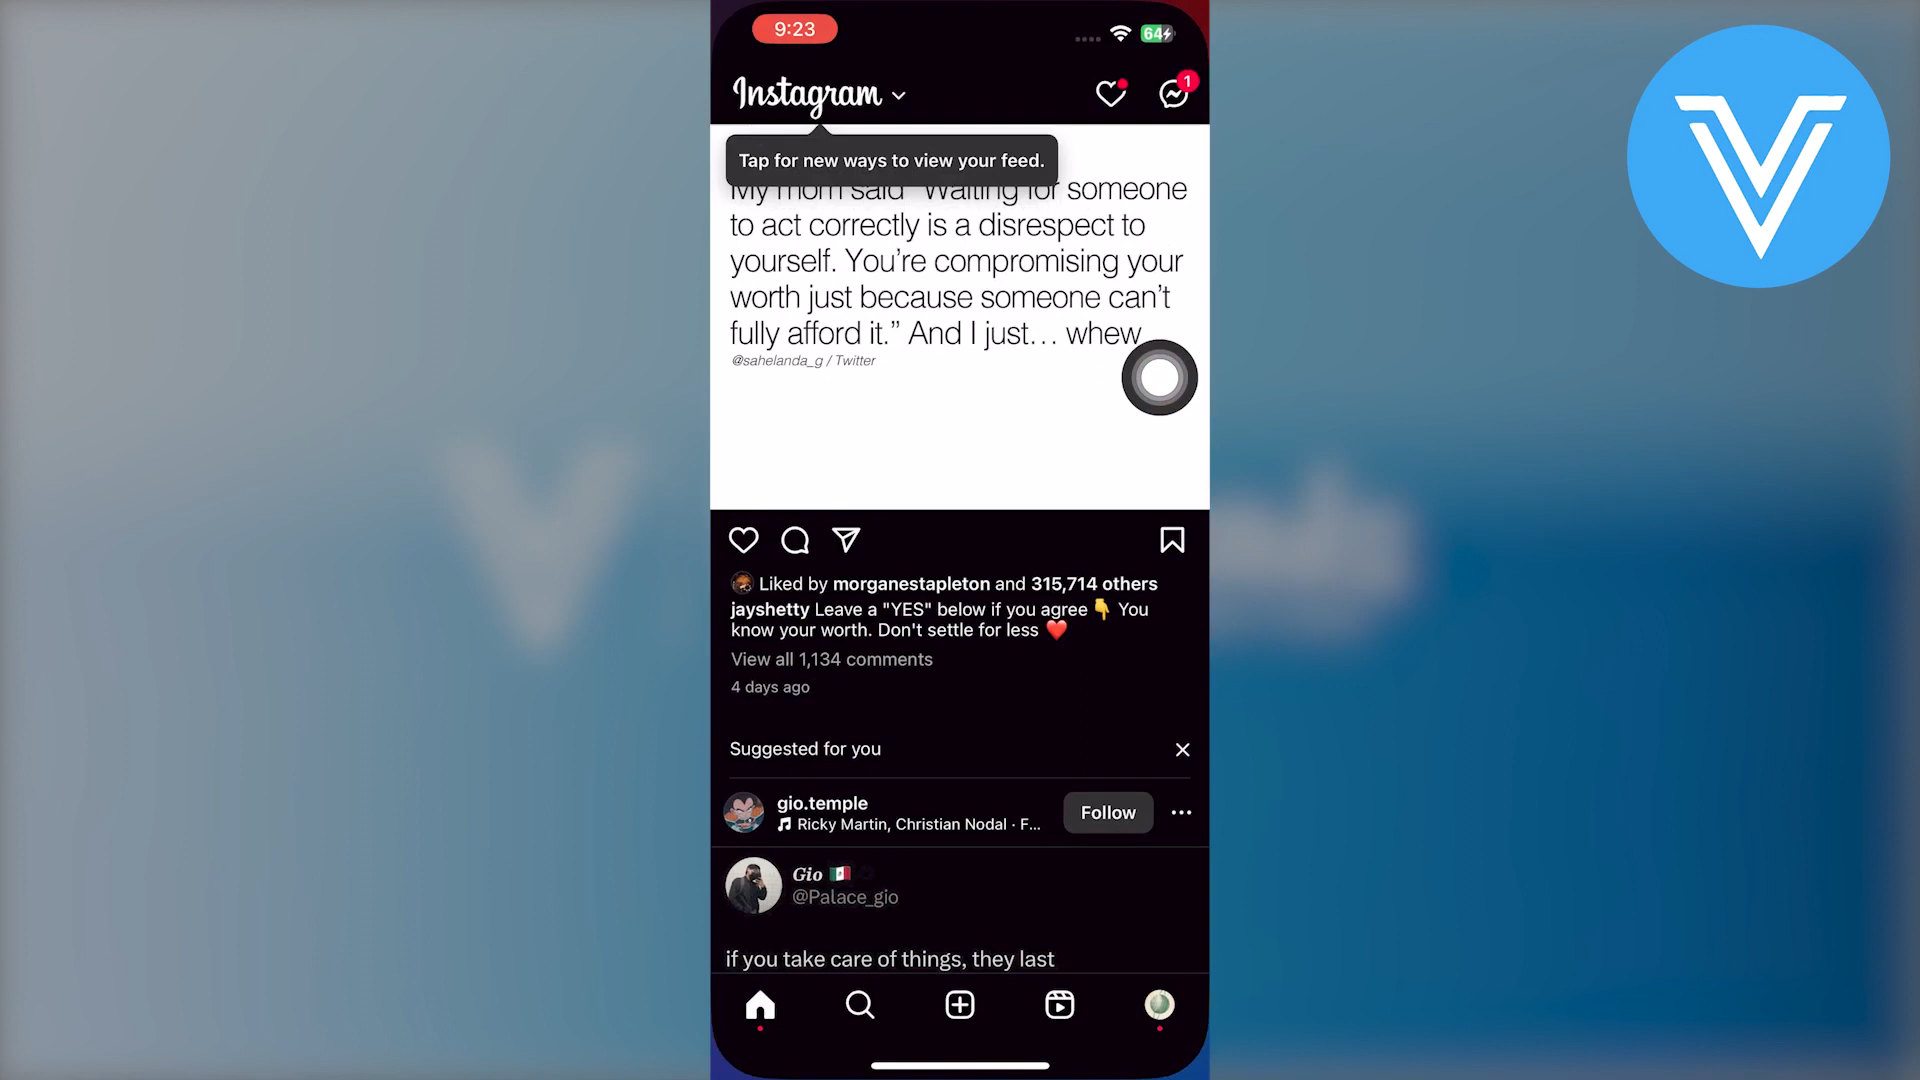 9:23
64
Instagram
1
Tap for new ways to view your feed.
My mom said "Waiting for someone
to act correctly is a disrespect to
yourself. You’re compromising your
worth just because someone can’t
fully afford it.” And I just… whew
@sahelanda_g / Twitter
Liked by morganestapleton and 315,714 others
jayshetty Leave a "YES" below if you agree 👇 You
know your worth. Don't settle for less ❤️
View all 1,134 comments
4 days ago
Suggested for you
gio.temple
Ricky Martin, Christian Nodal · F...
Follow
Gio 🇲🇽
@Palace_gio
if you take care of things, they last